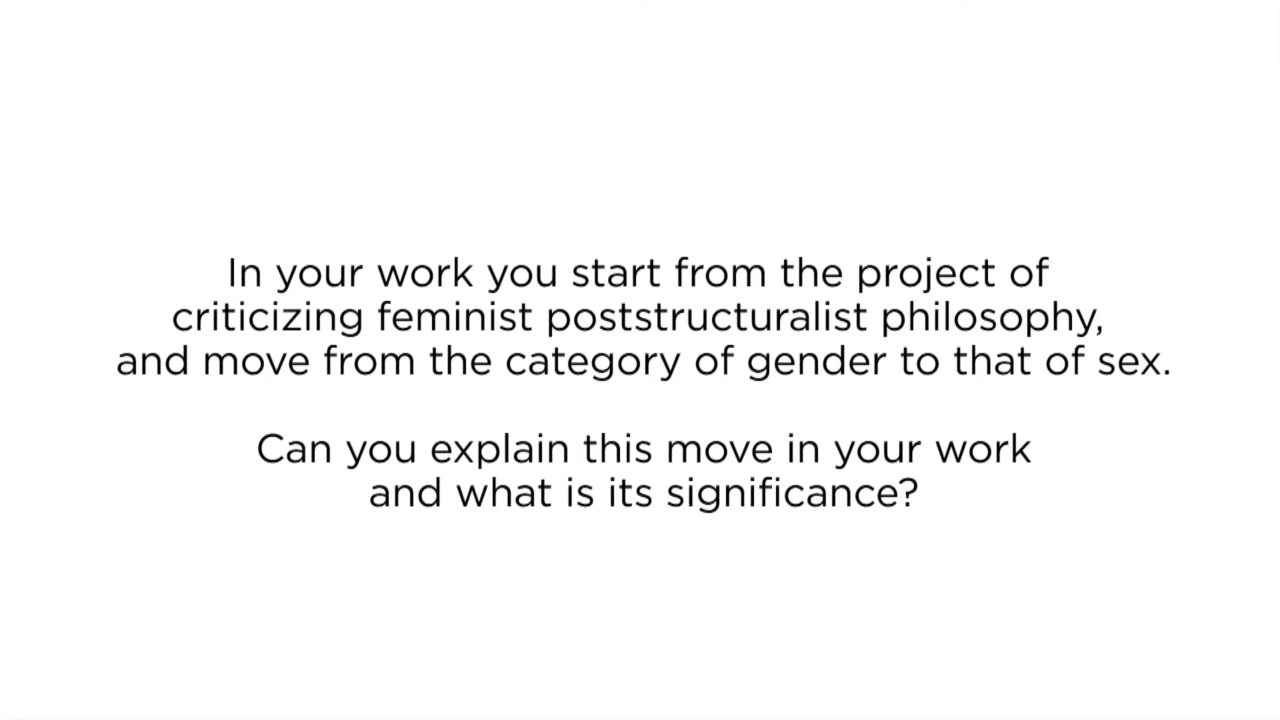 In your work you start from the project of
criticizing feminist poststructuralist philosophy,
and move from the category of gender to that of sex.
Can you explain this move in your work
and what is its significance?